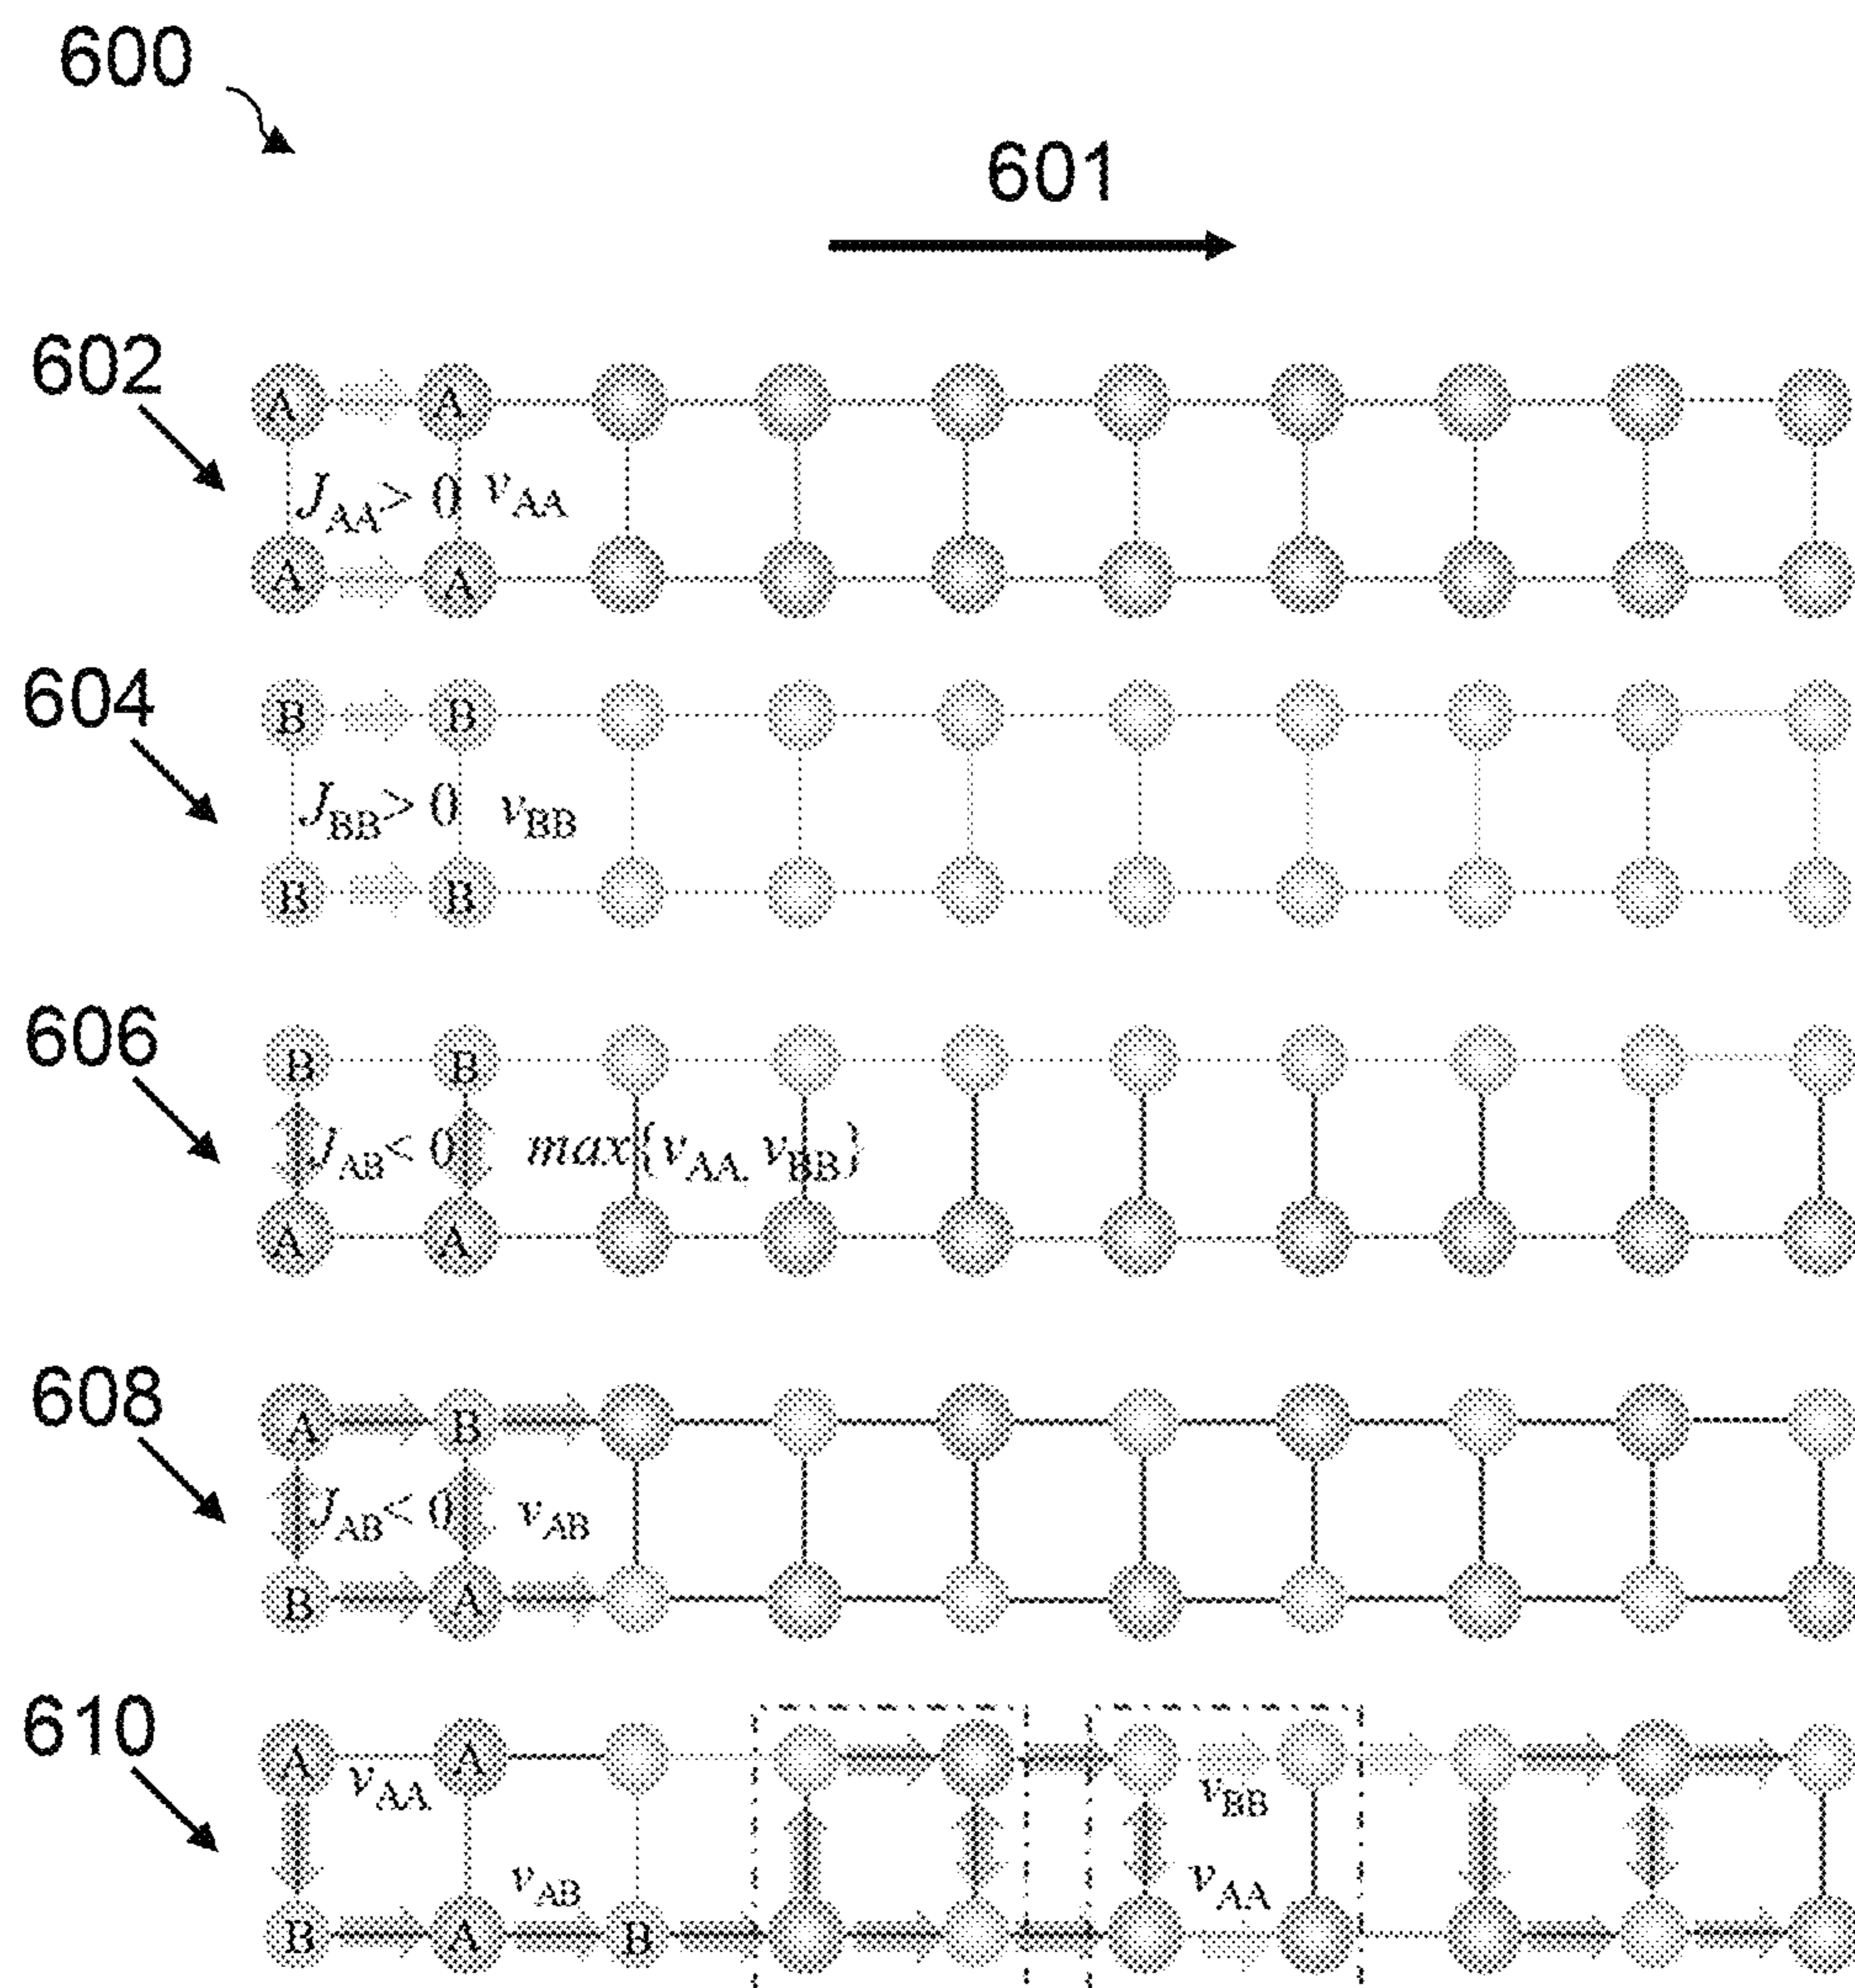 600
601
602
A A
J_AA > 0 v_AA
A A
604
B B
J_BB > 0 v_BB
B B
606
B B
J_AB < 0 max{v_AA, v_BB}
A A
608
A B
J_AB < 0 v_AB
B A
610
A A
v_AA v_BB
v_AB v_AA
B A B